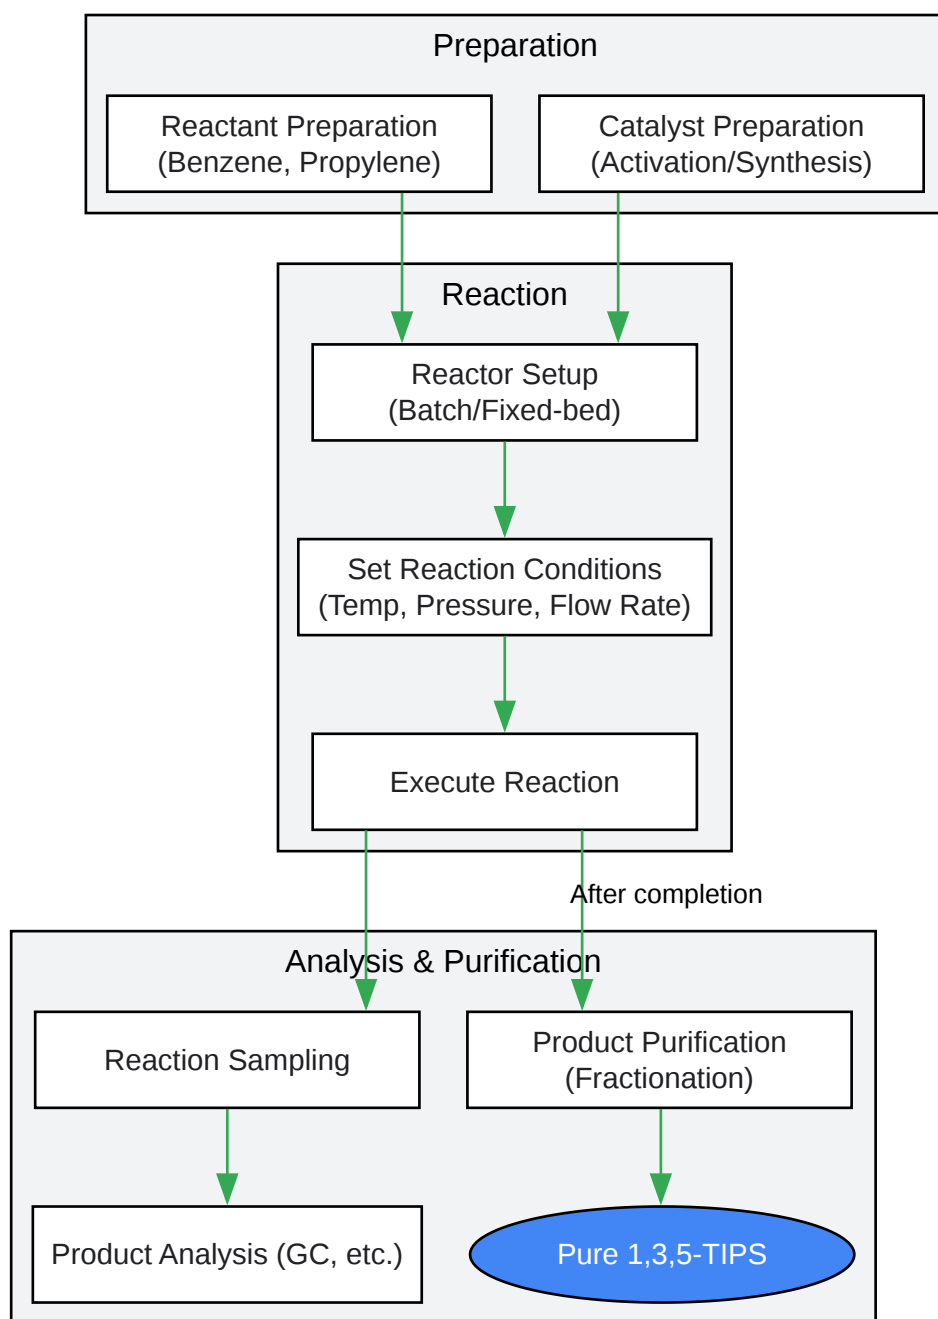 Preparation
Reactant Preparation
(Benzene, Propylene)
Catalyst Preparation
(Activation/Synthesis)
Reaction
Reactor Setup
(Batch/Fixed-bed)
Set Reaction Conditions
(Temp, Pressure, Flow Rate)
Execute Reaction
After completion
Analysis & Purification
Reaction Sampling
Product Purification
(Fractionation)
Product Analysis (GC, etc.)
Pure 1,3,5-TIPS